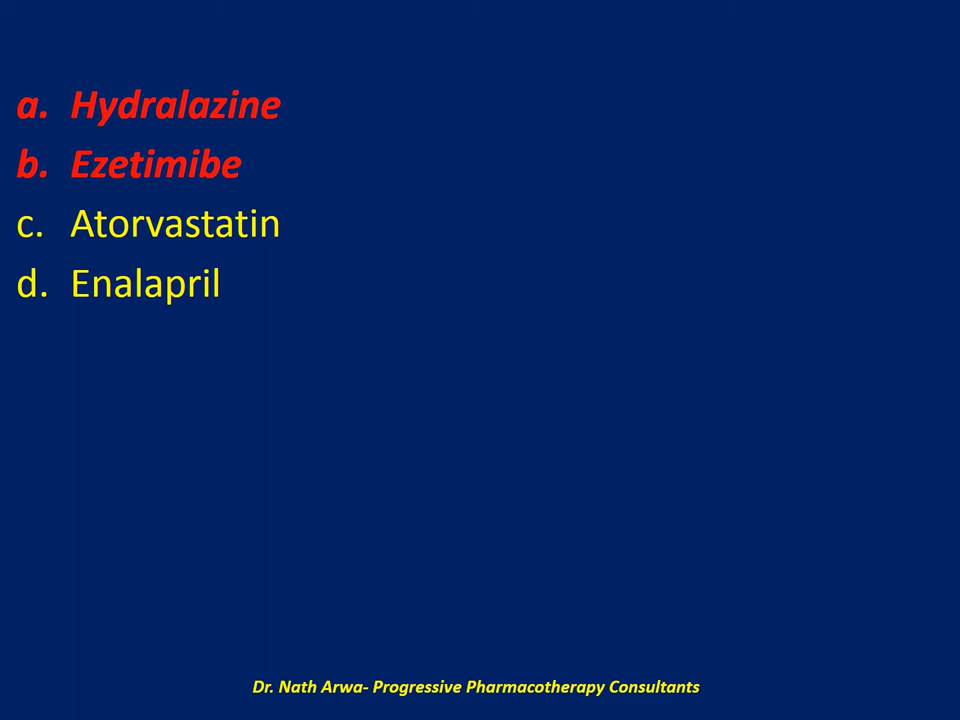 a. Hydralazine
b. Ezetimibe
c. Atorvastatin
d. Enalapril
Dr. Nath Arwa- Progressive Pharmacotherapy Consultants